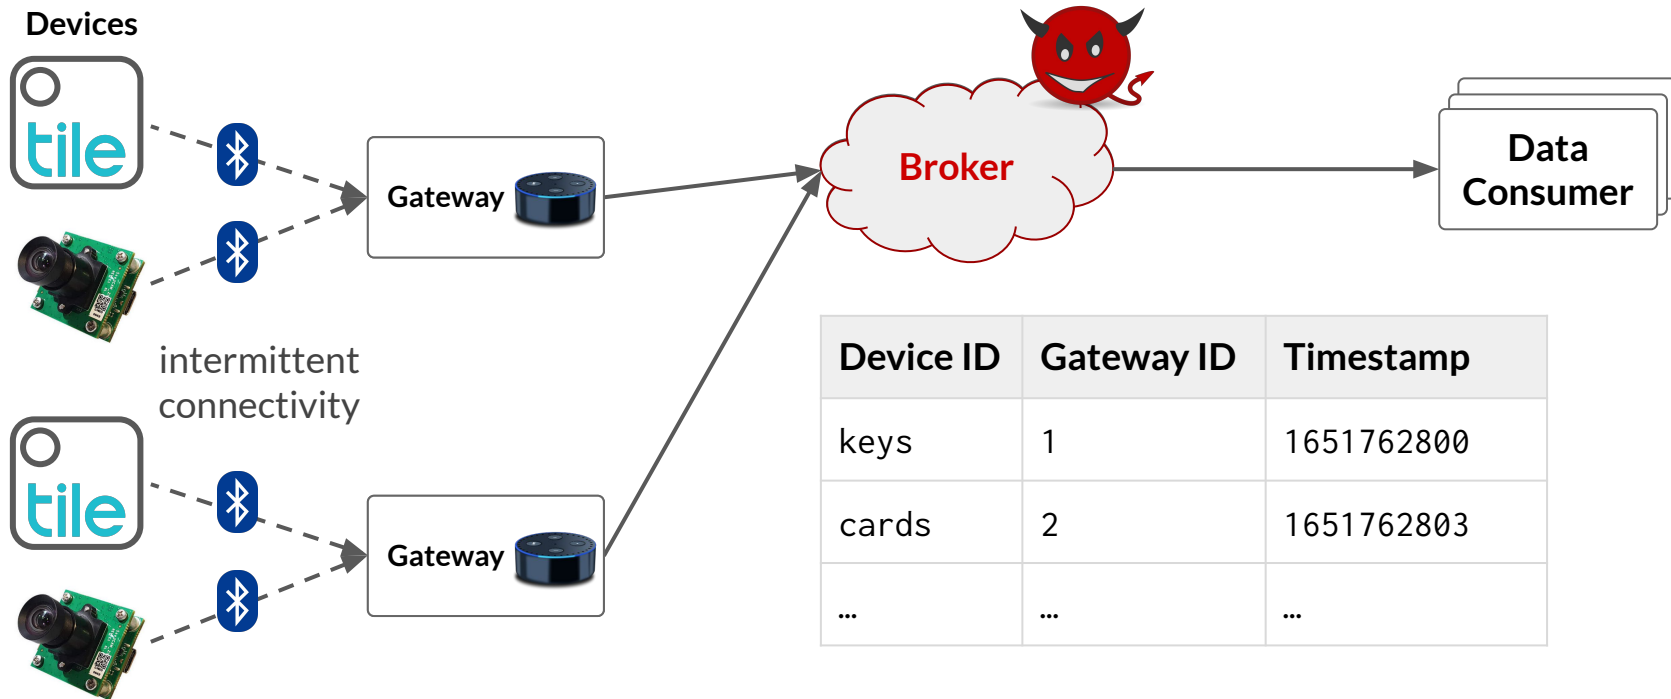 Devices
tile
Gateway
intermittent
connectivity
tile
Gateway
Broker
Data
Consumer
Device ID Gateway ID Timestamp
keys 1 1651762800
cards 2 1651762803
… … …